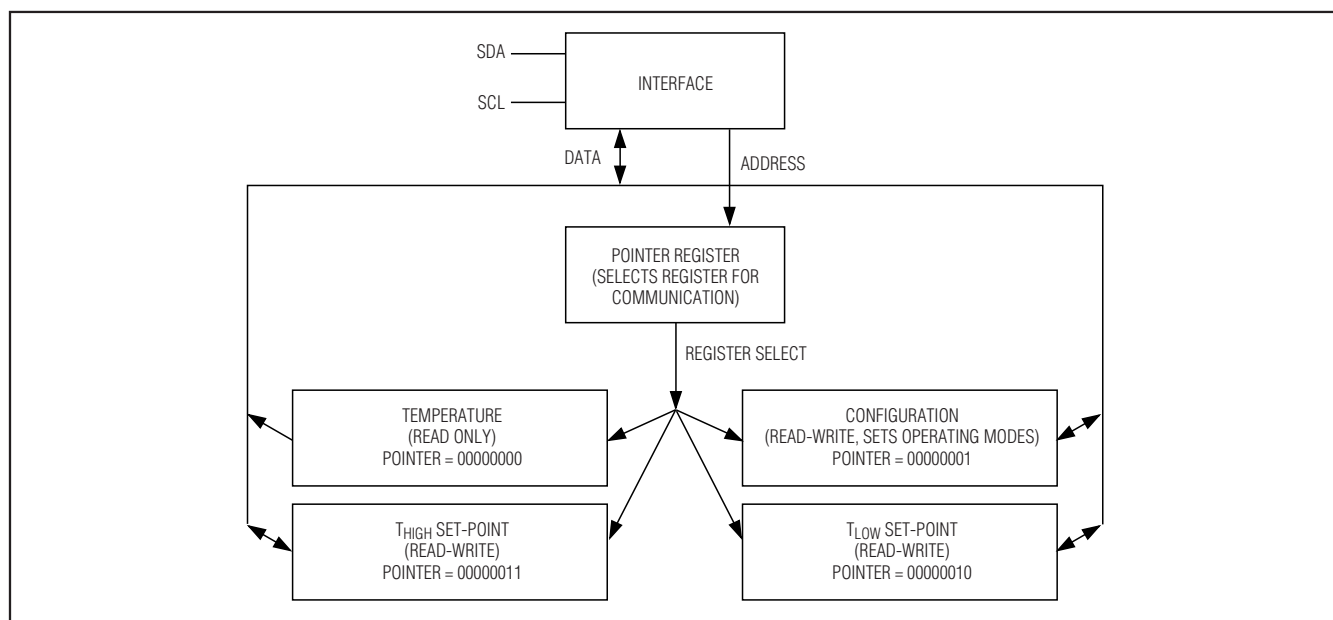 SDA
INTERFACE
SCL
DATA
ADDRESS
POINTER REGISTER
(SELECTS REGISTER FOR
COMMUNICATION)
REGISTER SELECT
TEMPERATURE
(READ ONLY)
POINTER = 00000000
CONFIGURATION
(READ-WRITE, SETS OPERATING MODES)
POINTER = 00000001
THIGH SET-POINT
(READ-WRITE)
POINTER = 00000011
TLOW SET-POINT
(READ-WRITE)
POINTER = 00000010